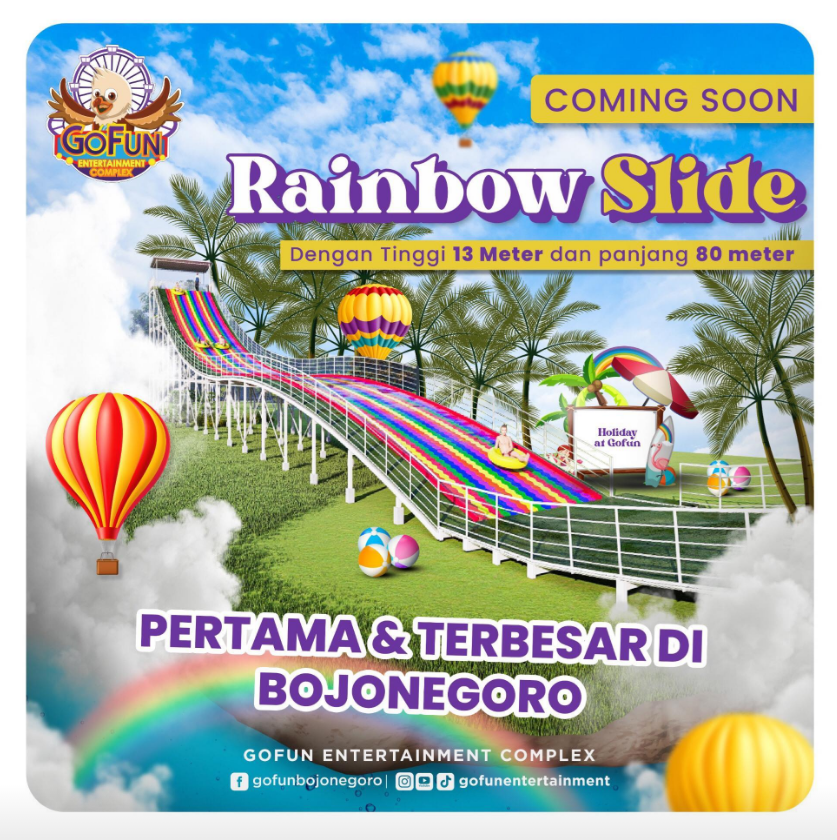 GOFUN
ENTERTAINMENT
COMPLEX
COMING SOON
Rainbow Slide
Dengan Tinggi 13 Meter dan panjang 80 meter
Holiday
at Gofun
PERTAMA & TERBESAR DI
BOJONEGORO
GOFUN ENTERTAINMENT COMPLEX
gofunbojonegoro | gofunentertainment